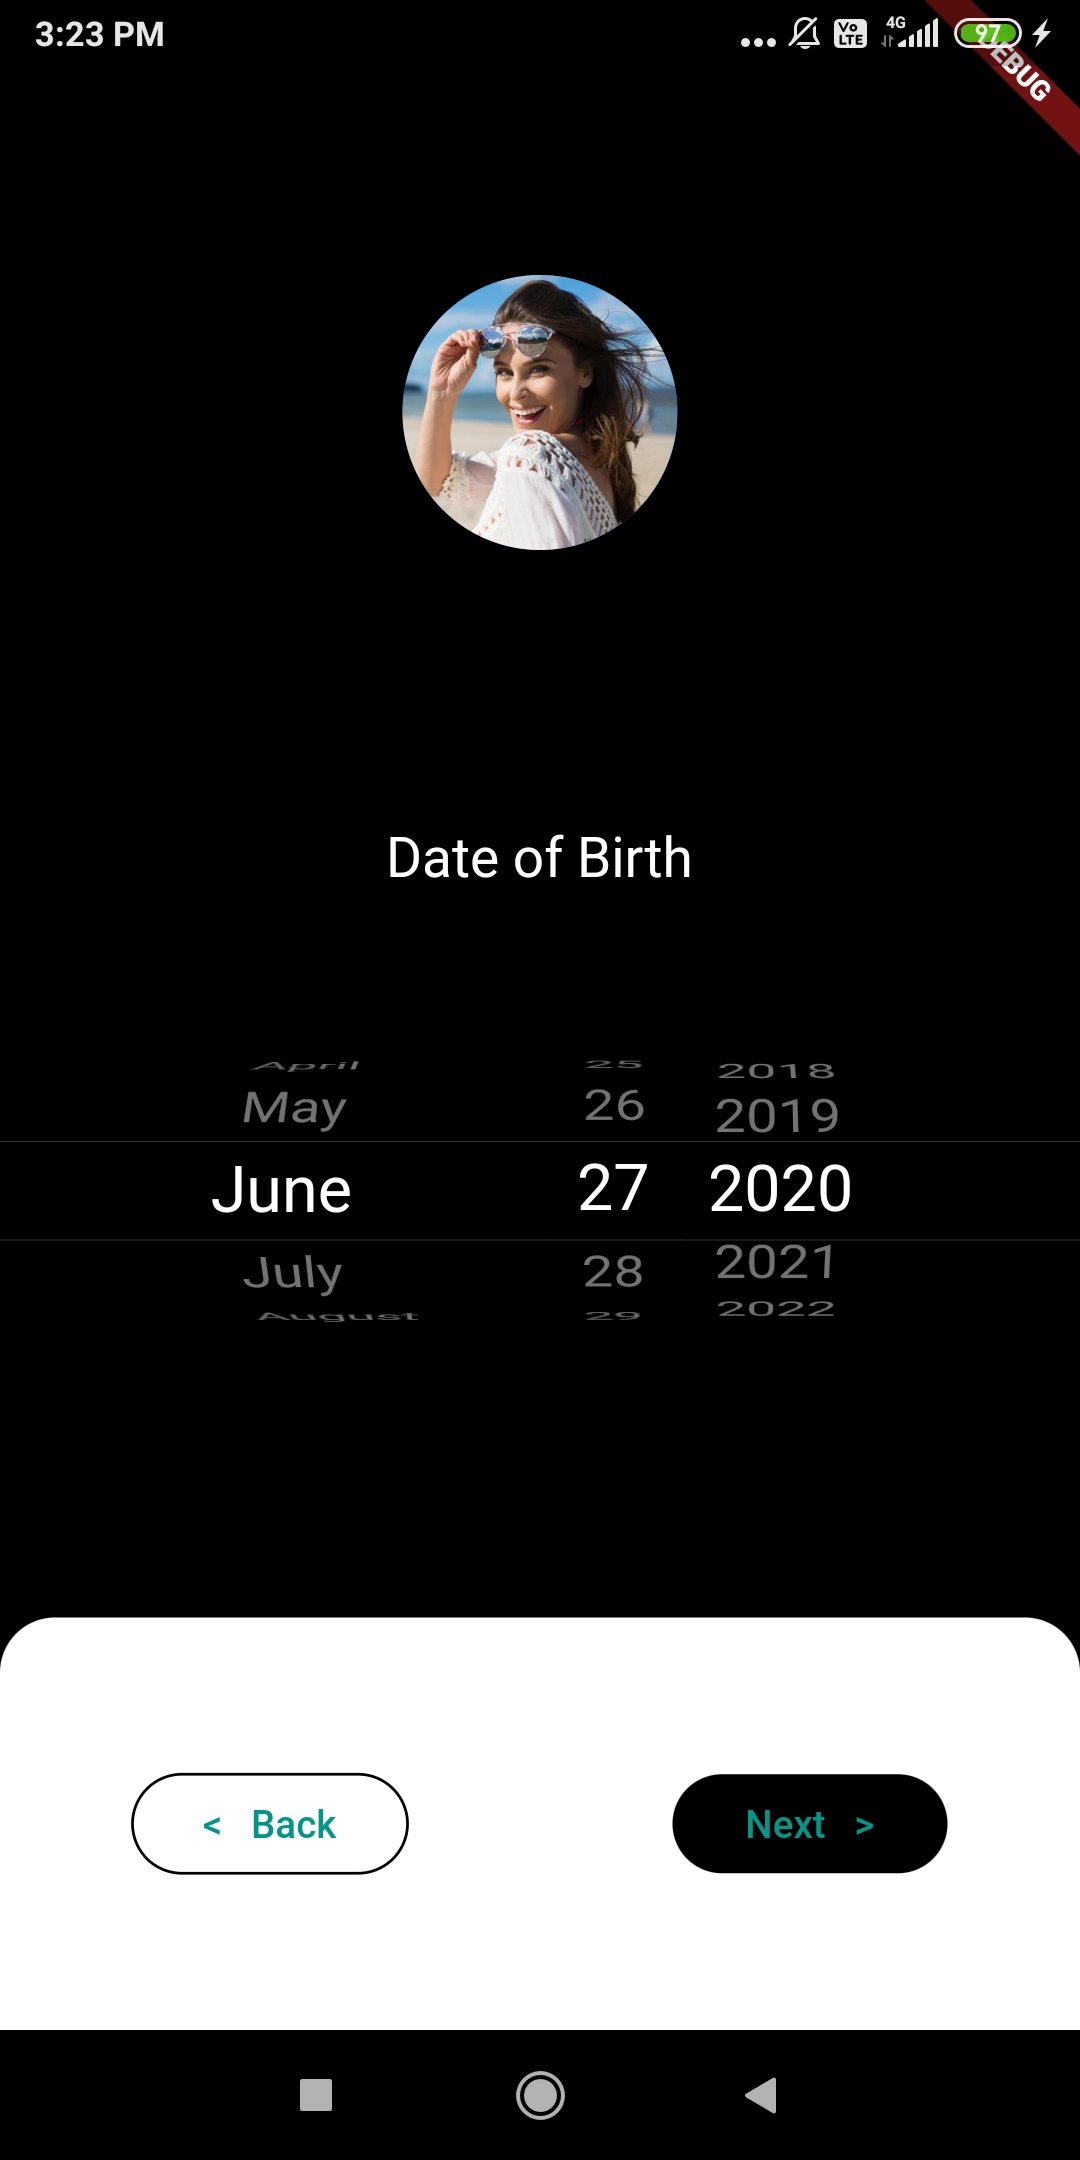 3:23 PM
Vo LTE 4G 97
DEBUG
Date of Birth
April 25 2018
May 26 2019
June 27 2020
July 28 2021
August 29 2022
< Back Next >